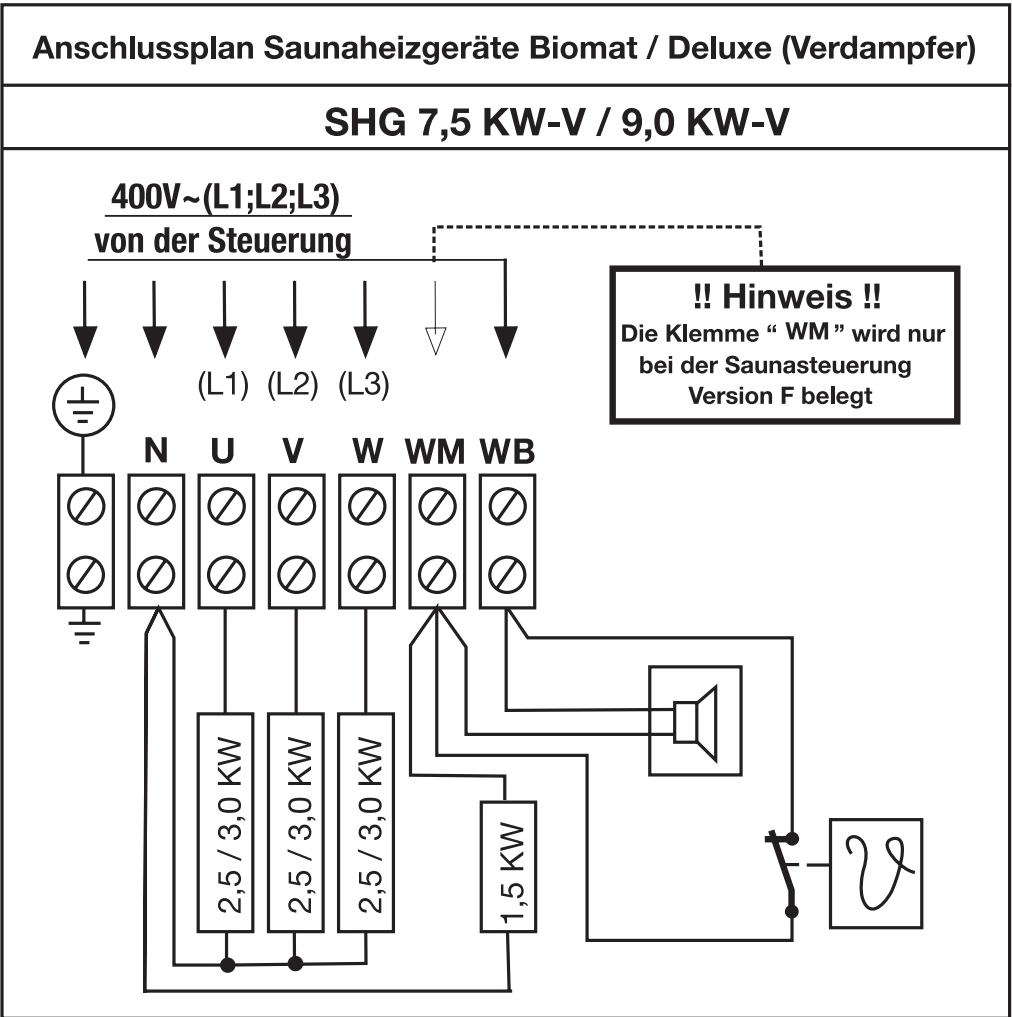 Anschlussplan Saunaheizgeräte Biomat / Deluxe (Verdampfer)
SHG 7,5 KW-V / 9,0 KW-V
400V~(L1;L2;L3)
von der Steuerung
!! Hinweis !!
Die Klemme “ WM ” wird nur
bei der Saunasteuerung
Version F belegt
(L1) (L2) (L3)
N U V W WM WB
2,5 / 3,0 KW
2,5 / 3,0 KW
2,5 / 3,0 KW
1,5 KW
ϑ